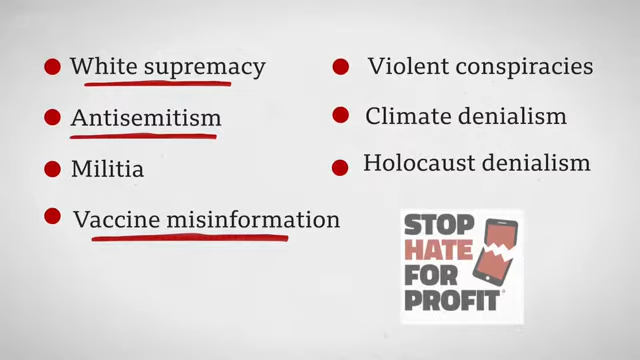 White supremacy
Antisemitism
Militia
Vaccine misinformation
Violent conspiracies
Climate denialism
Holocaust denialism
STOP
HATE
FOR
PROFIT